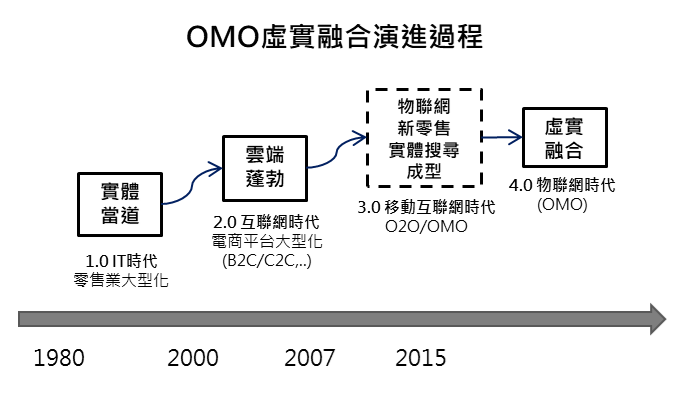 OMO虛實融合演進過程
實體
當道
1.0 IT時代
零售業大型化
雲端
蓬勃
2.0 互聯網時代
電商平台大型化
(B2C/C2C,..)
物聯網
新零售
實體搜尋
成型
3.0 移動互聯網時代
O2O/OMO
虛實
融合
4.0 物聯網時代
(OMO)
1980
2000
2007
2015